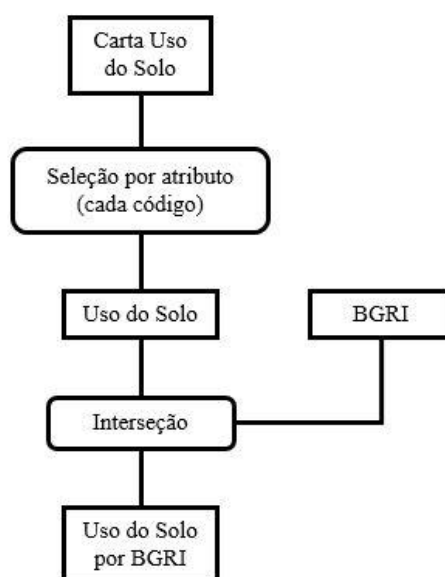 Carta Uso
do Solo
Seleção por atributo
(cada código)
Uso do Solo
BGRI
Interseção
Uso do Solo
por BGRI